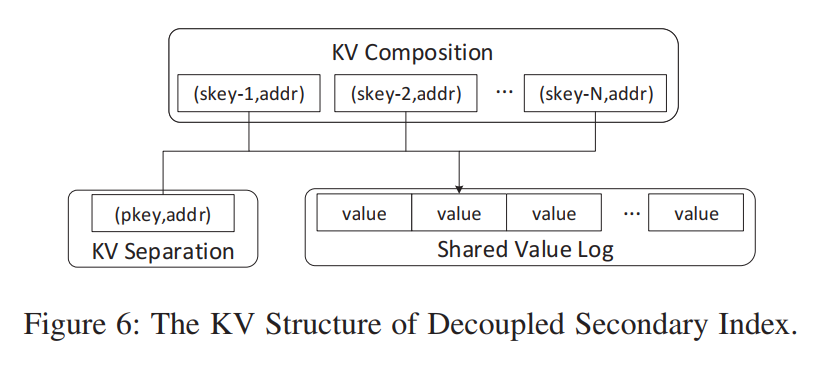 KV Composition
(skey-1,addr) (skey-2,addr) ... (skey-N,addr)
(pkey,addr) value value value ... value
KV Separation Shared Value Log
Figure 6: The KV Structure of Decoupled Secondary Index.